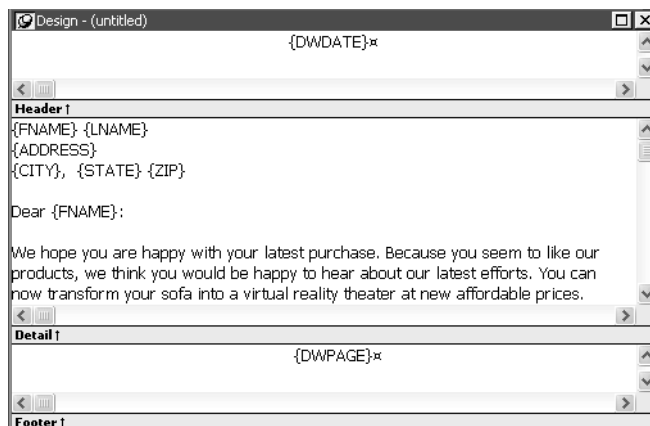 Design - (untitled)
{DWDATE}¤
Header ↑
{FNAME} {LNAME}
{ADDRESS}
{CITY},  {STATE} {ZIP}
Dear {FNAME}:
We hope you are happy with your latest purchase. Because you seem to like our
products, we think you would be happy to hear about our latest efforts. You can
now transform your sofa into a virtual reality theater at new affordable prices.
Detail ↑
{DWPAGE}¤
Footer ↑